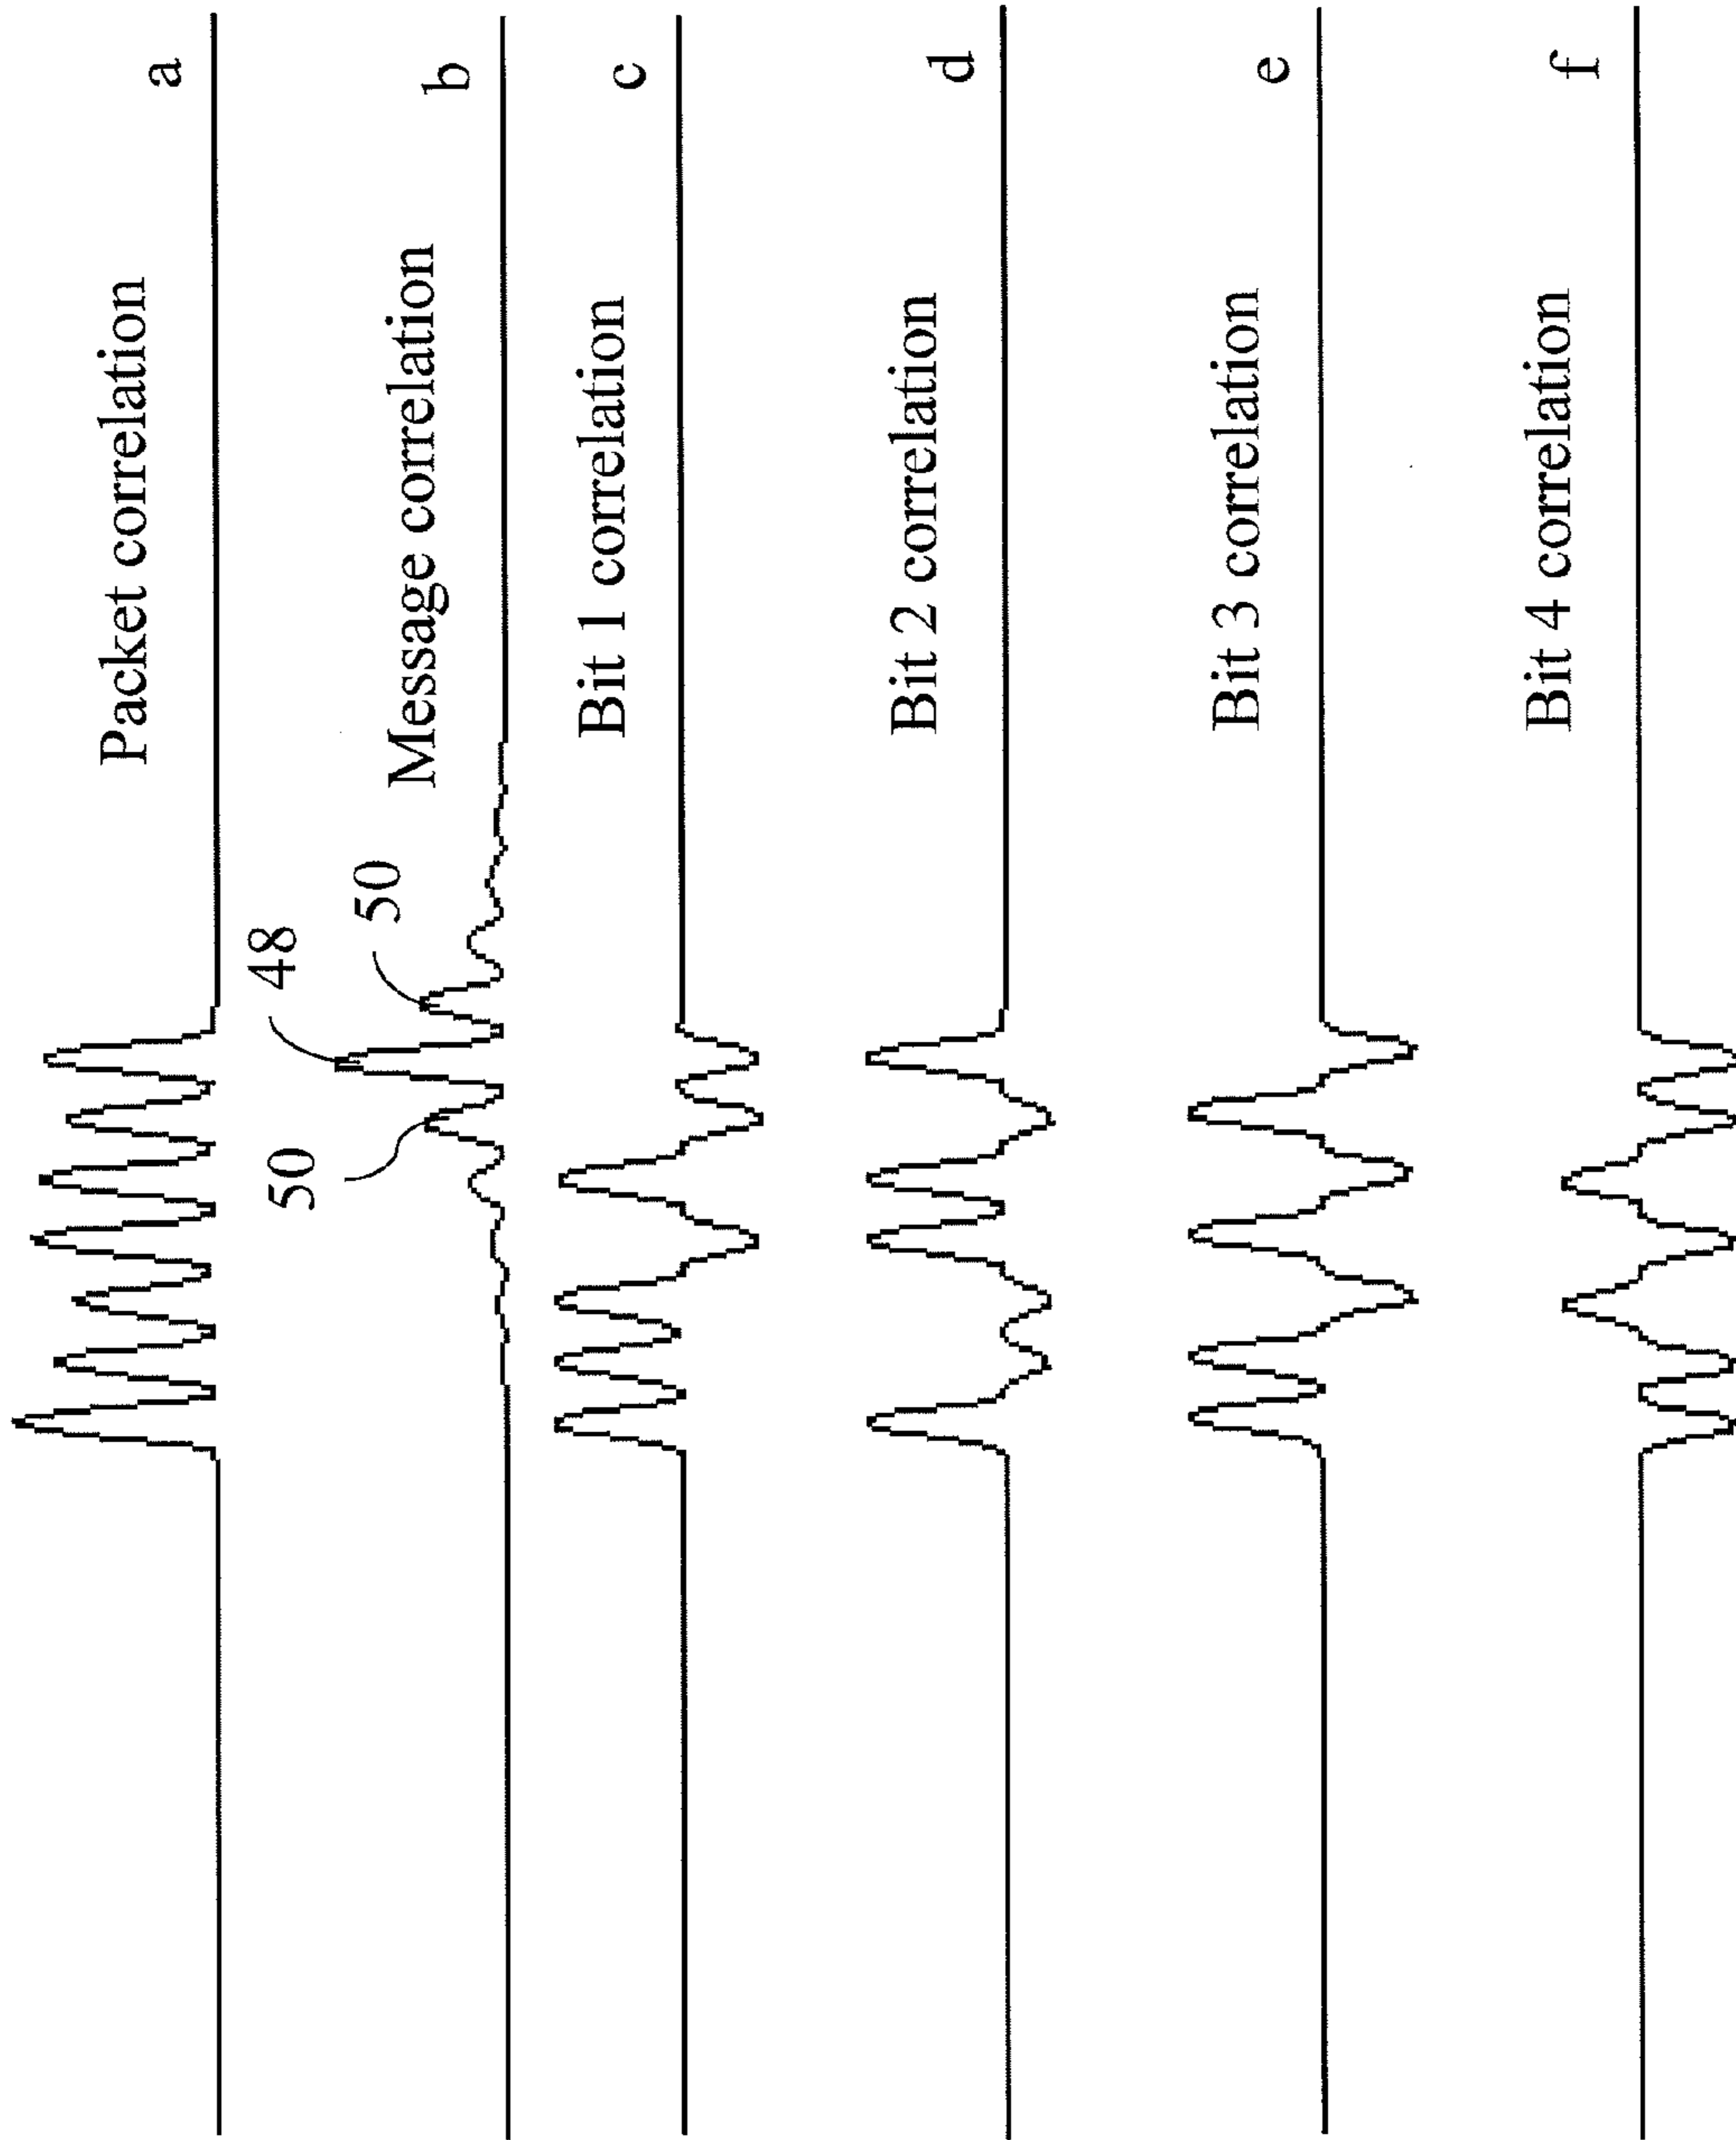 Packet correlation
a
48
50
50
Message correlation
b
Bit 1 correlation
c
Bit 2 correlation
d
Bit 3 correlation
e
Bit 4 correlation
f